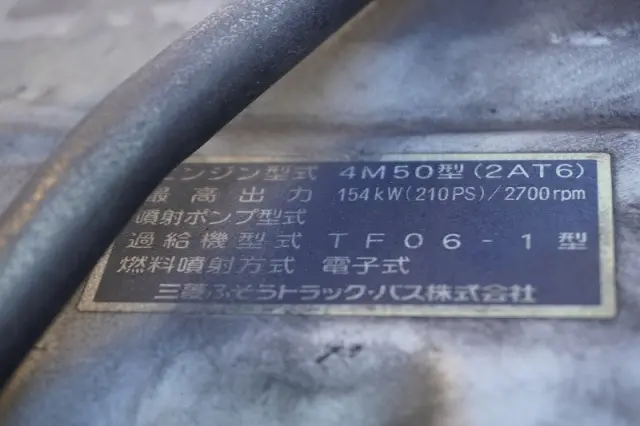 ンジン型式 4M50型(2AT6)
最高出力 154kW(210PS)/2700rpm
噴射ポンプ型式
過給機型式 TF06-1型
燃料噴射方式 電子式
三菱ふそうトラック・バス株式会社